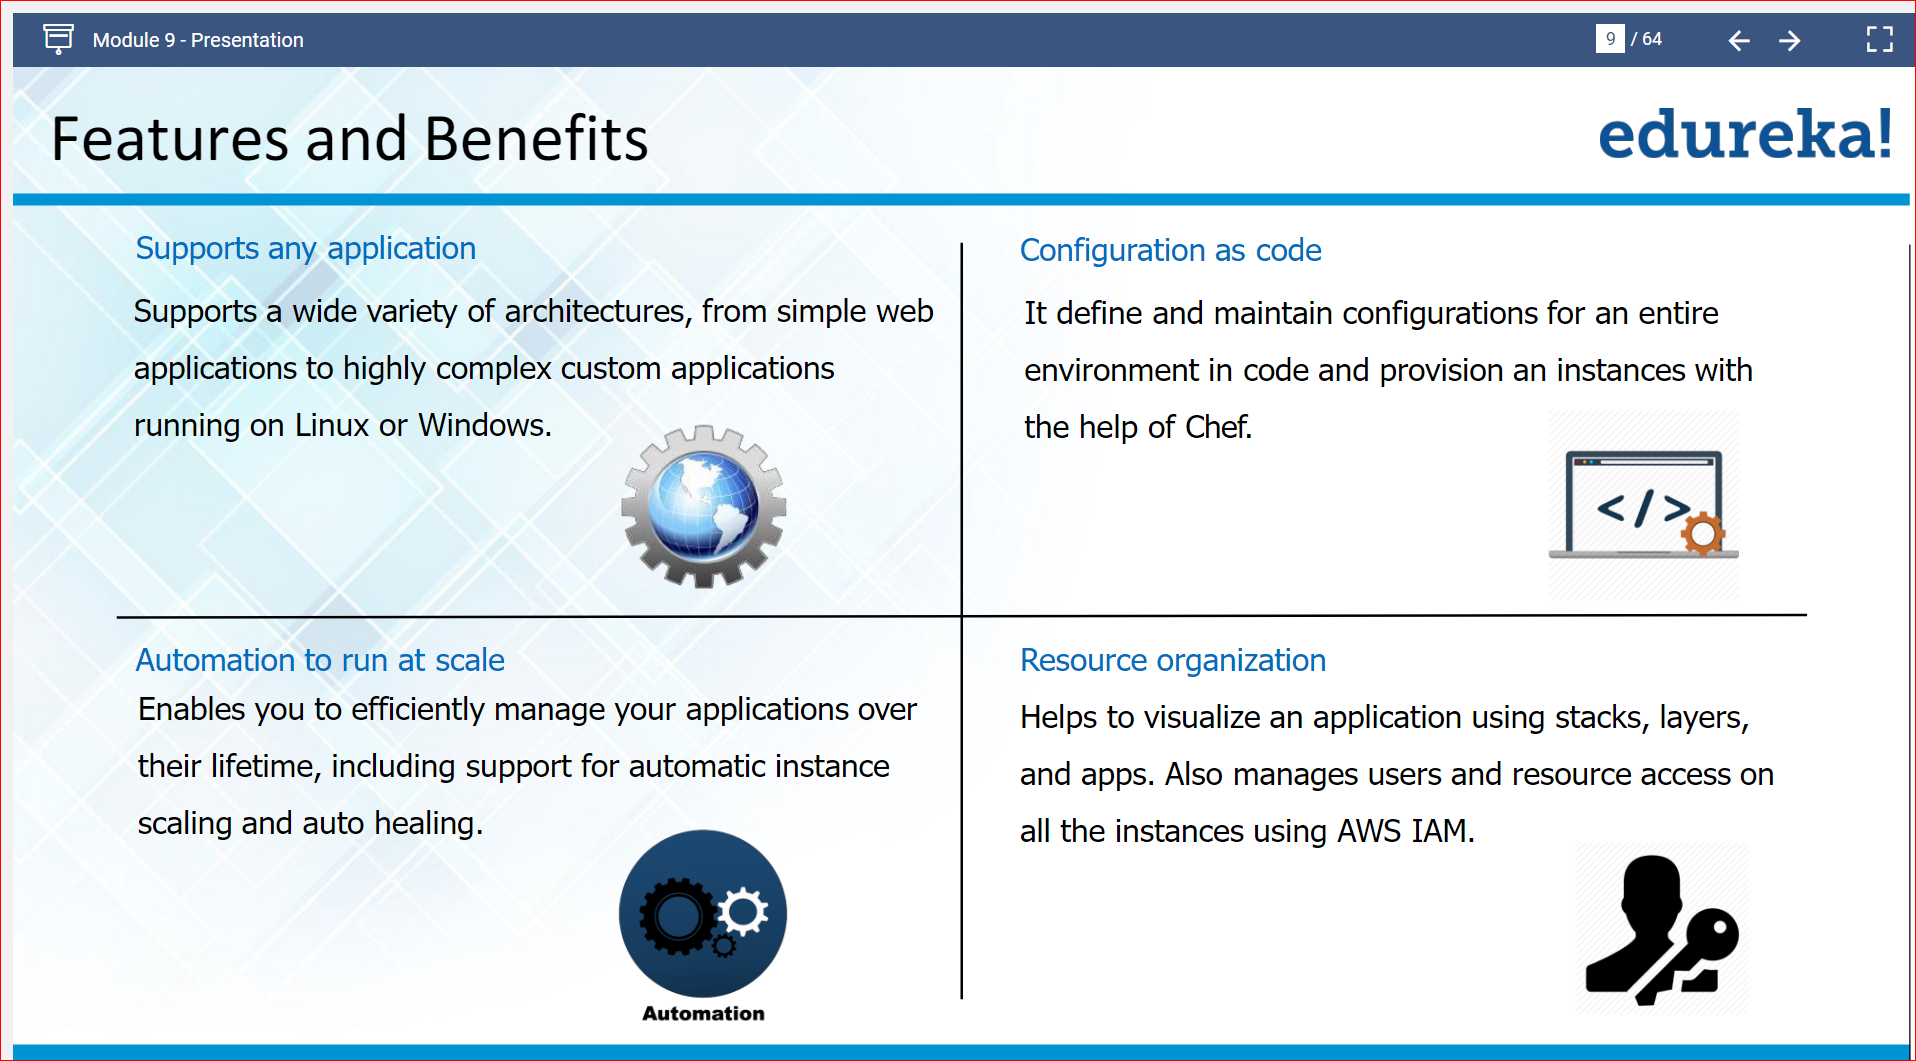 Module 9 - Presentation
9 / 64
Features and Benefits
edureka!
Supports any application
Supports a wide variety of architectures, from simple web
applications to highly complex custom applications
running on Linux or Windows.
Configuration as code
It define and maintain configurations for an entire
environment in code and provision an instances with
the help of Chef.
</>
Automation to run at scale
Enables you to efficiently manage your applications over
their lifetime, including support for automatic instance
scaling and auto healing.
Automation
Resource organization
Helps to visualize an application using stacks, layers,
and apps. Also manages users and resource access on
all the instances using AWS IAM.